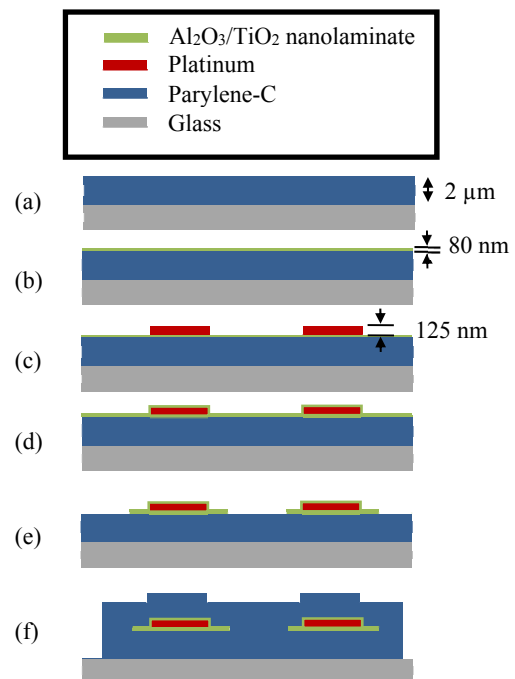 Al₂O₃/TiO₂ nanolaminate
Platinum
Parylene-C
Glass
(a)
2 µm
(b)
80 nm
(c)
125 nm
(d)
(e)
(f)